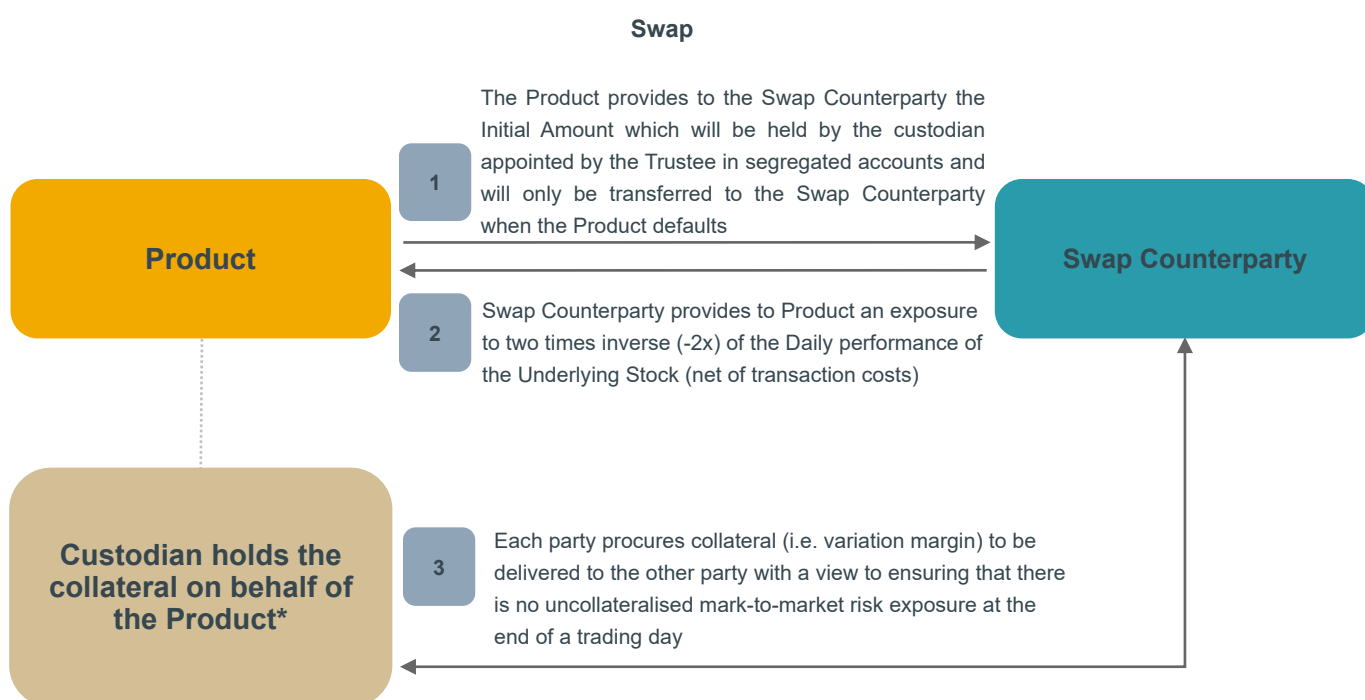 Swap
The Product provides to the Swap Counterparty the
Initial Amount which will be held by the custodian
appointed by the Trustee in segregated accounts and
will only be transferred to the Swap Counterparty
when the Product defaults
1
Product
Swap Counterparty
2
Swap Counterparty provides to Product an exposure
to two times inverse (-2x) of the Daily performance of
the Underlying Stock (net of transaction costs)
Custodian holds the
collateral on behalf of
the Product*
3
Each party procures collateral (i.e. variation margin) to be
delivered to the other party with a view to ensuring that there
is no uncollateralised mark-to-market risk exposure at the
end of a trading day